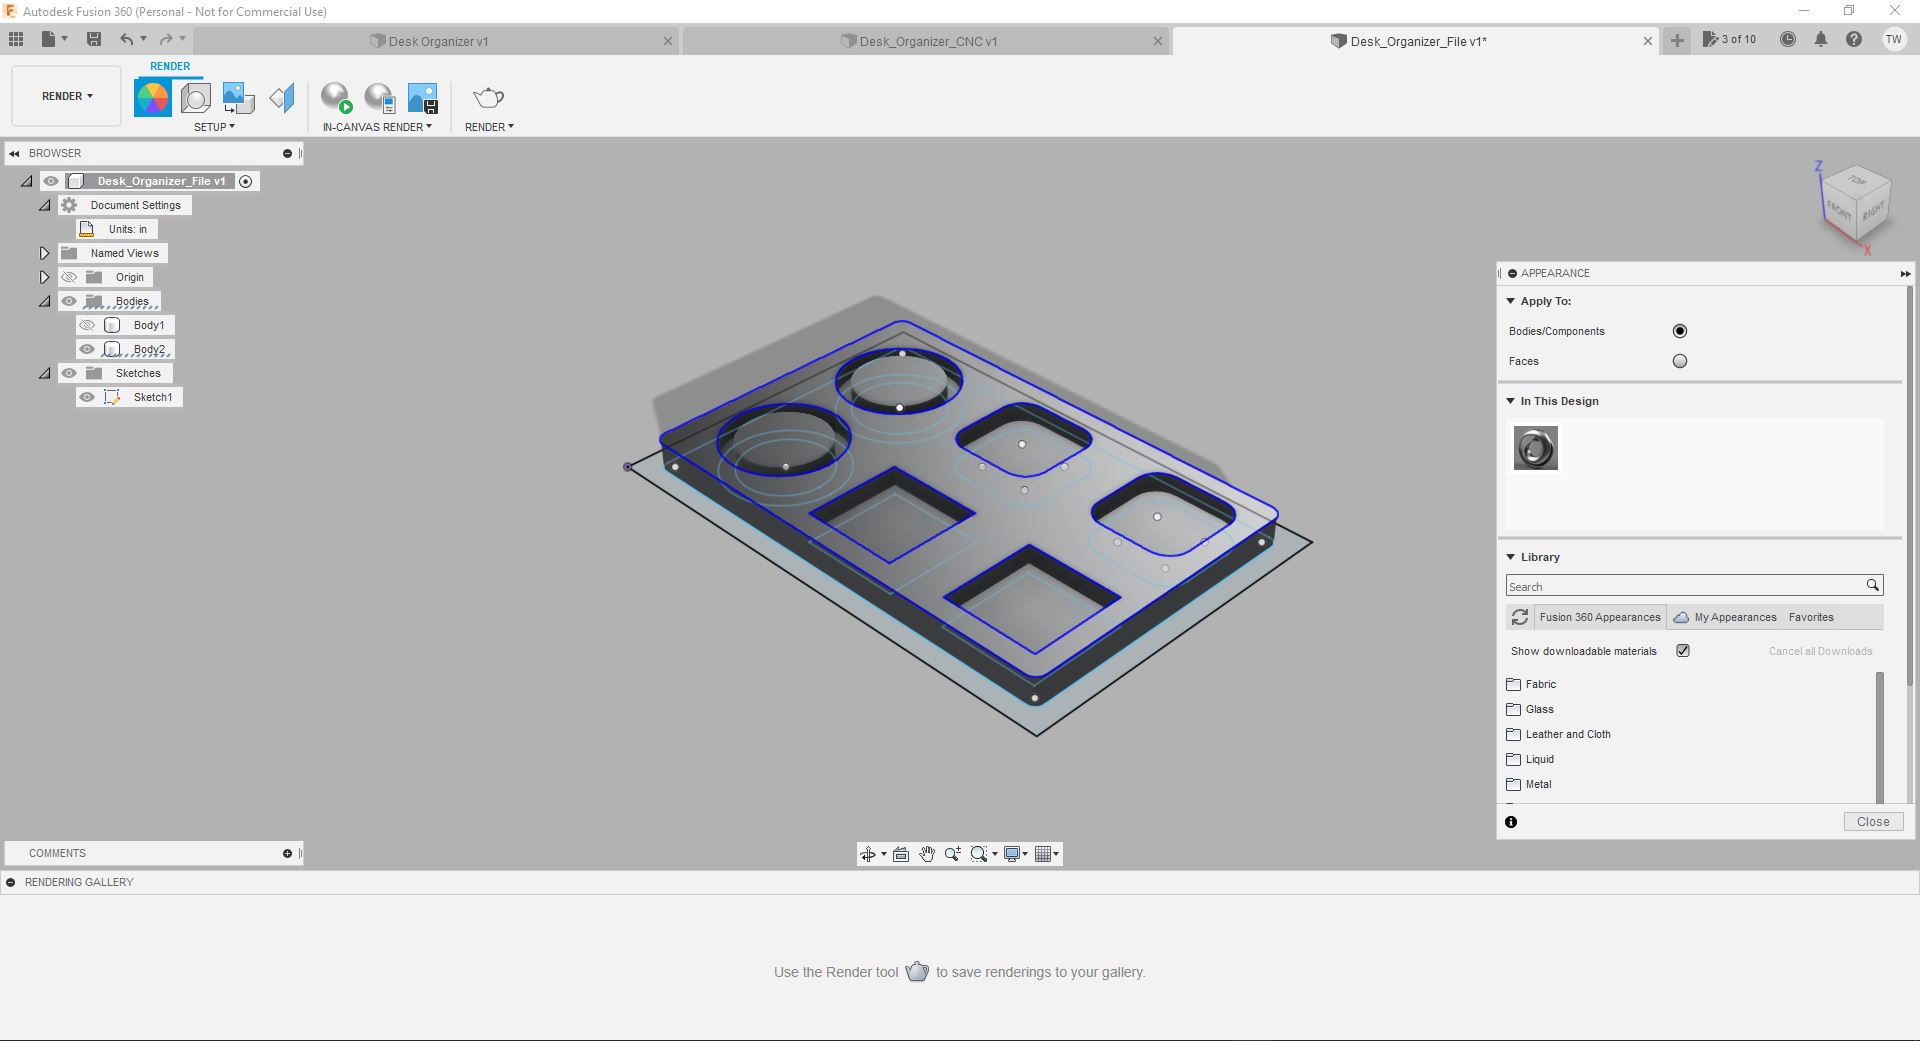 Autodesk Fusion 360 (Personal - Not for Commercial Use)
Desk Organizer v1
Desk_Organizer_CNC v1
Desk_Organizer_File v1*
3 of 10
TW
RENDER
RENDER
SETUP
IN-CANVAS RENDER
RENDER
BROWSER
Desk_Organizer_File v1
Document Settings
Units: in
Named Views
Origin
Bodies
Body1
Body2
Sketches
Sketch1
Z
TOP
FRONT
RIGHT
X
APPEARANCE
Apply To:
Bodies/Components
Faces
In This Design
Library
Search
Fusion 360 Appearances
My Appearances
Favorites
Show downloadable materials
Cancel all Downloads
Fabric
Glass
Leather and Cloth
Liquid
Metal
Close
COMMENTS
RENDERING GALLERY
Use the Render tool to save renderings to your gallery.